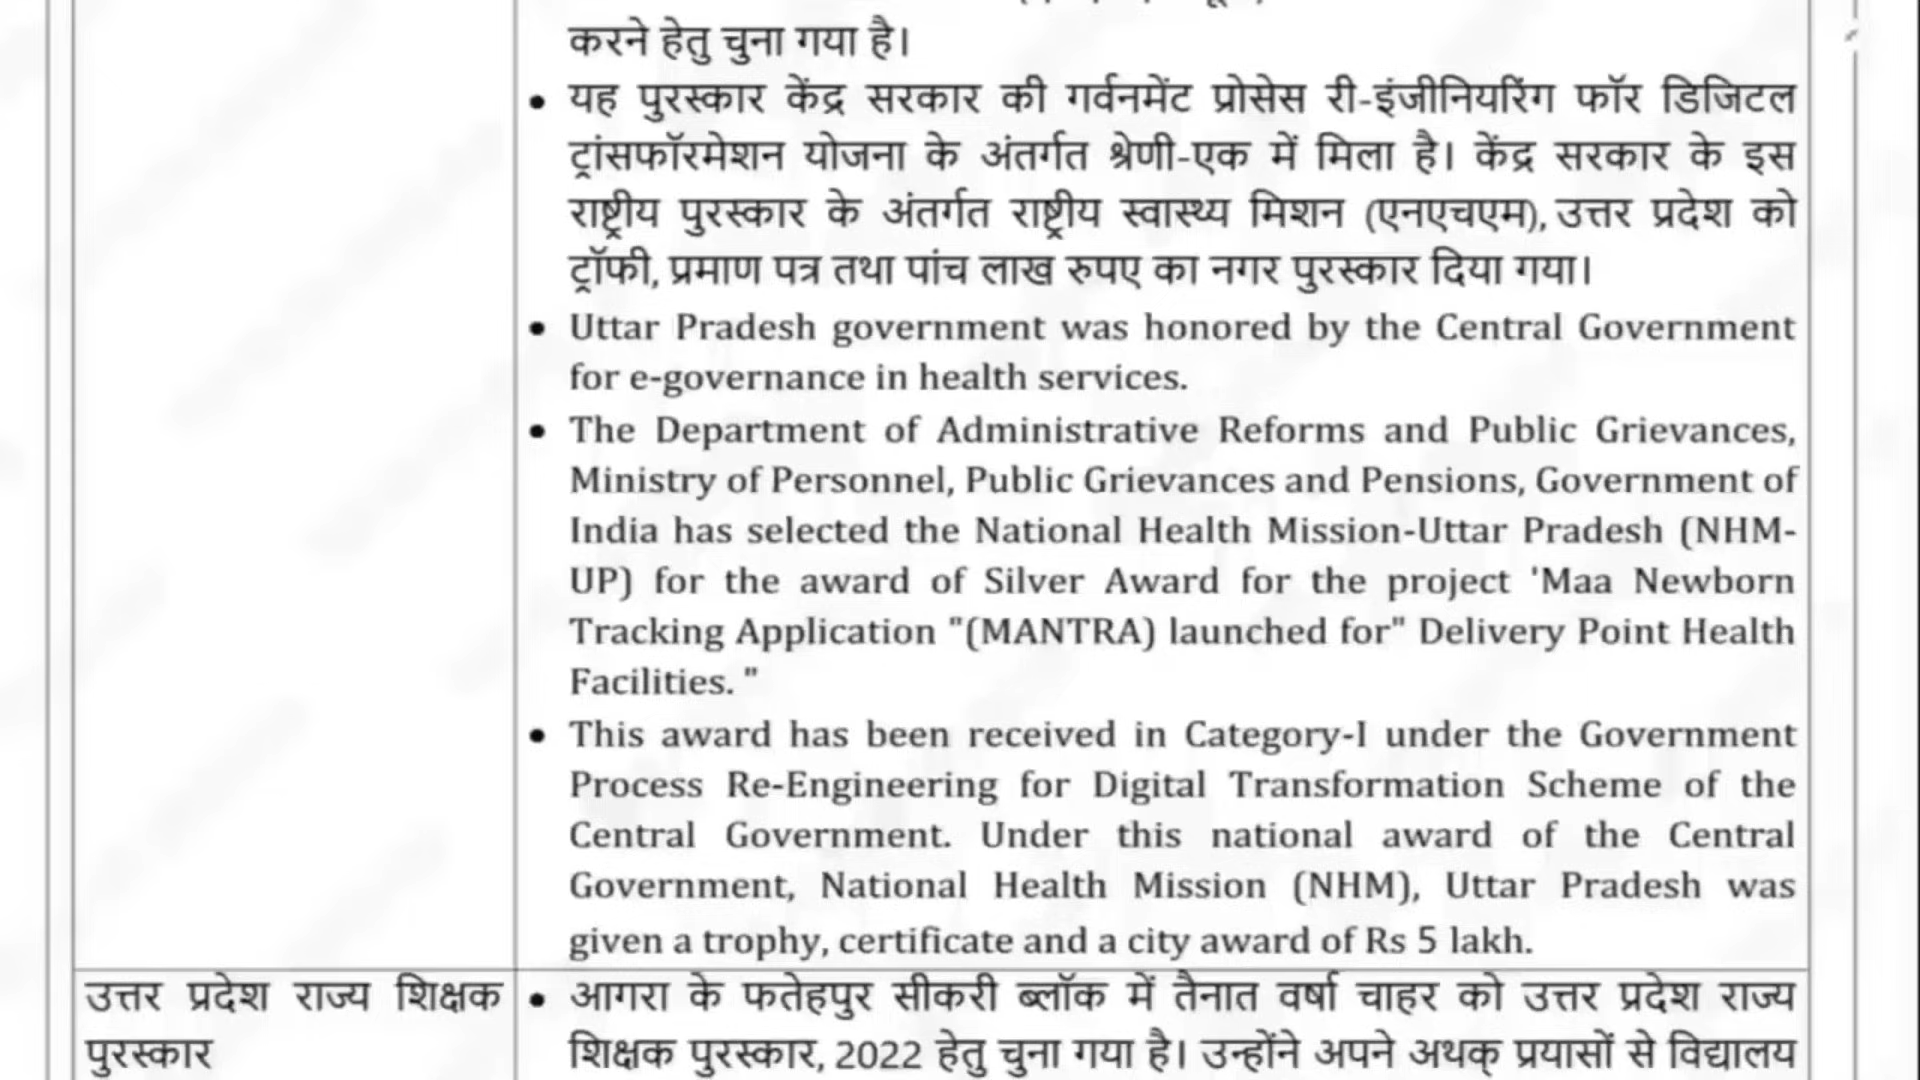 करने हेतु चुना गया है।
• यह पुरस्कार केंद्र सरकार की गर्वनमेंट प्रोसेस री-इंजीनियरिंग फॉर डिजिटल
ट्रांसफॉरमेशन योजना के अंतर्गत श्रेणी-एक में मिला है। केंद्र सरकार के इस
राष्ट्रीय पुरस्कार के अंतर्गत राष्ट्रीय स्वास्थ्य मिशन (एनएचएम), उत्तर प्रदेश को
ट्रॉफी, प्रमाण पत्र तथा पांच लाख रुपए का नगर पुरस्कार दिया गया।
• Uttar Pradesh government was honored by the Central Government
for e-governance in health services.
• The Department of Administrative Reforms and Public Grievances,
Ministry of Personnel, Public Grievances and Pensions, Government of
India has selected the National Health Mission-Uttar Pradesh (NHM-
UP) for the award of Silver Award for the project 'Maa Newborn
Tracking Application "(MANTRA) launched for" Delivery Point Health
Facilities. "
• This award has been received in Category-I under the Government
Process Re-Engineering for Digital Transformation Scheme of the
Central Government. Under this national award of the Central
Government, National Health Mission (NHM), Uttar Pradesh was
given a trophy, certificate and a city award of Rs 5 lakh.
उत्तर प्रदेश राज्य शिक्षक
पुरस्कार
• आगरा के फतेहपुर सीकरी ब्लॉक में तैनात वर्षा चाहर को उत्तर प्रदेश राज्य
शिक्षक पुरस्कार, 2022 हेतु चुना गया है। उन्होंने अपने अथक् प्रयासों से विद्यालय